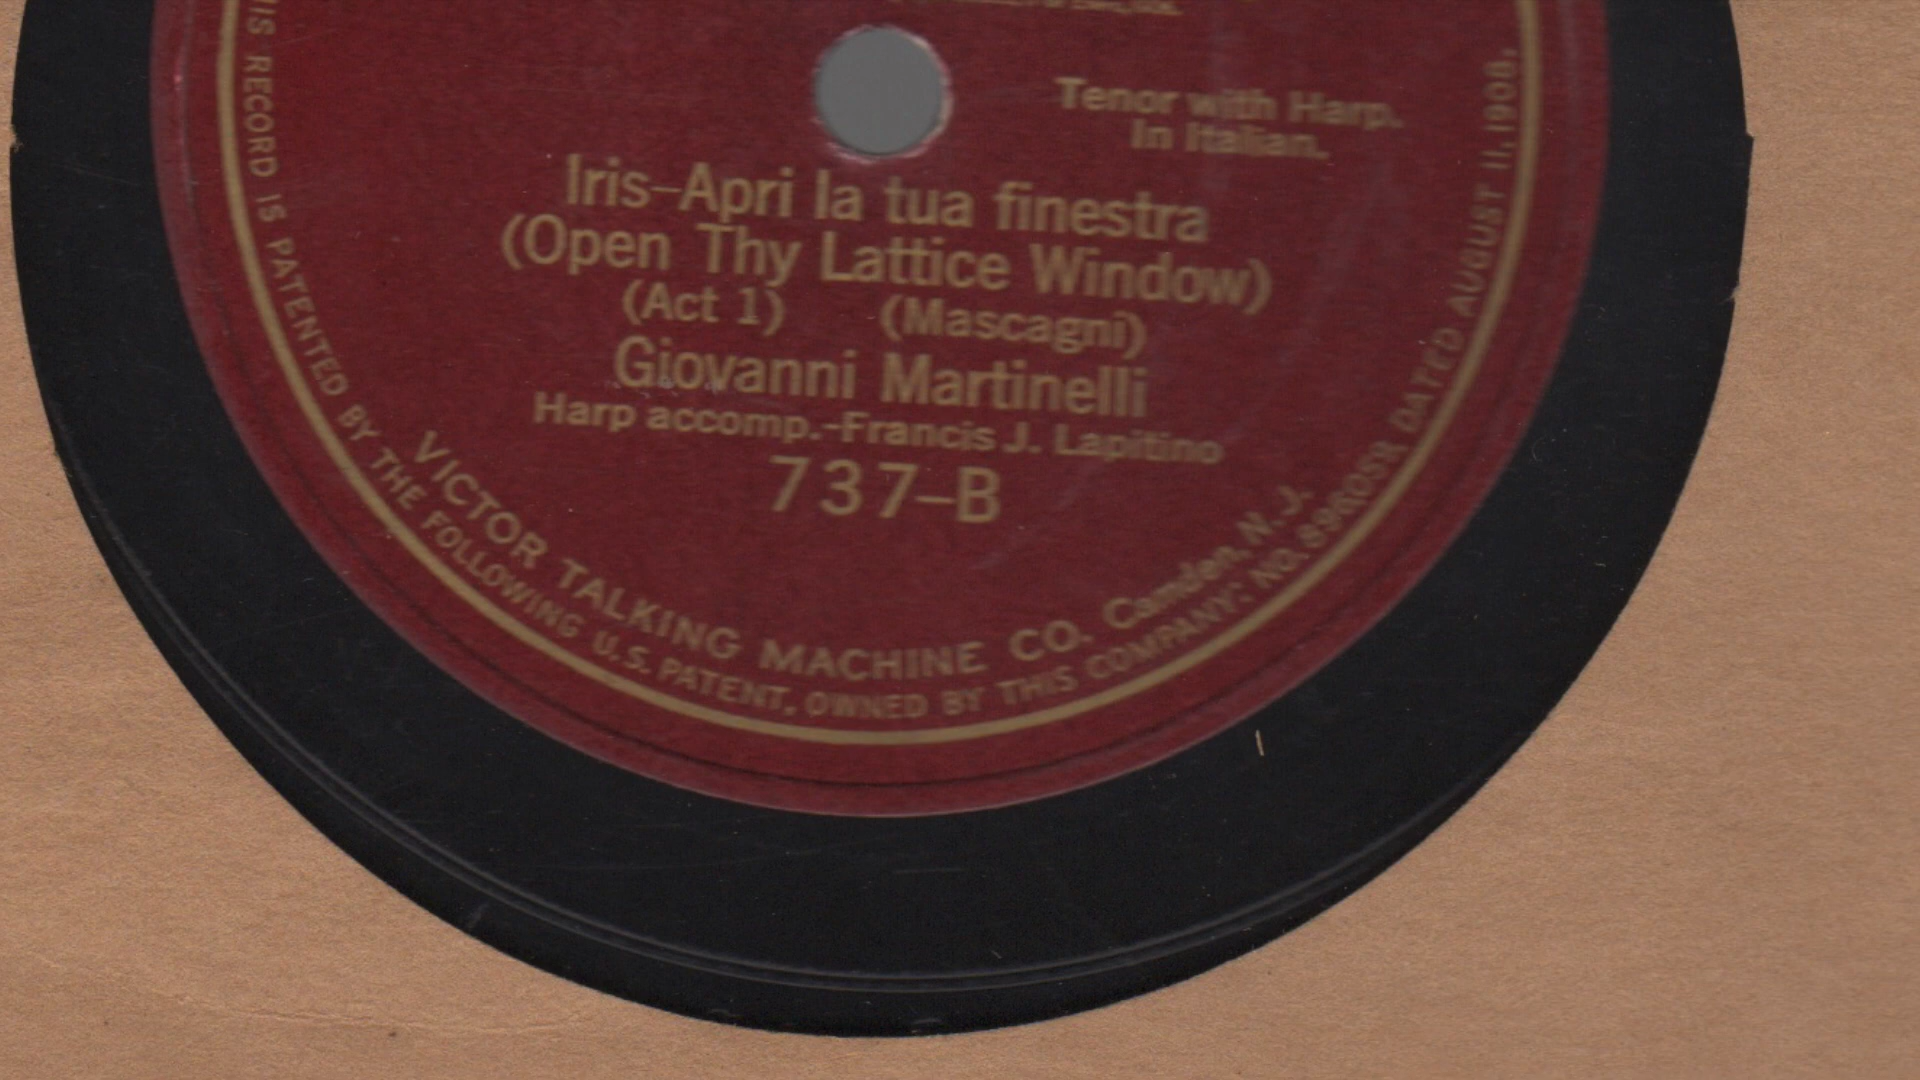 Tenor with Harp.
In Italian.
Iris–Apri la tua finestra
(Open Thy Lattice Window)
(Act 1) (Mascagni)
Giovanni Martinelli
Harp accomp.-Francis J. Lapitino
737–B
VICTOR TALKING MACHINE CO. Camden, N. J.
RECORD IS PATENTED BY THE FOLLOWING U.S. PATENT, OWNED BY THIS COMPANY: NO. 896059, DATED AUGUST 11, 1908.